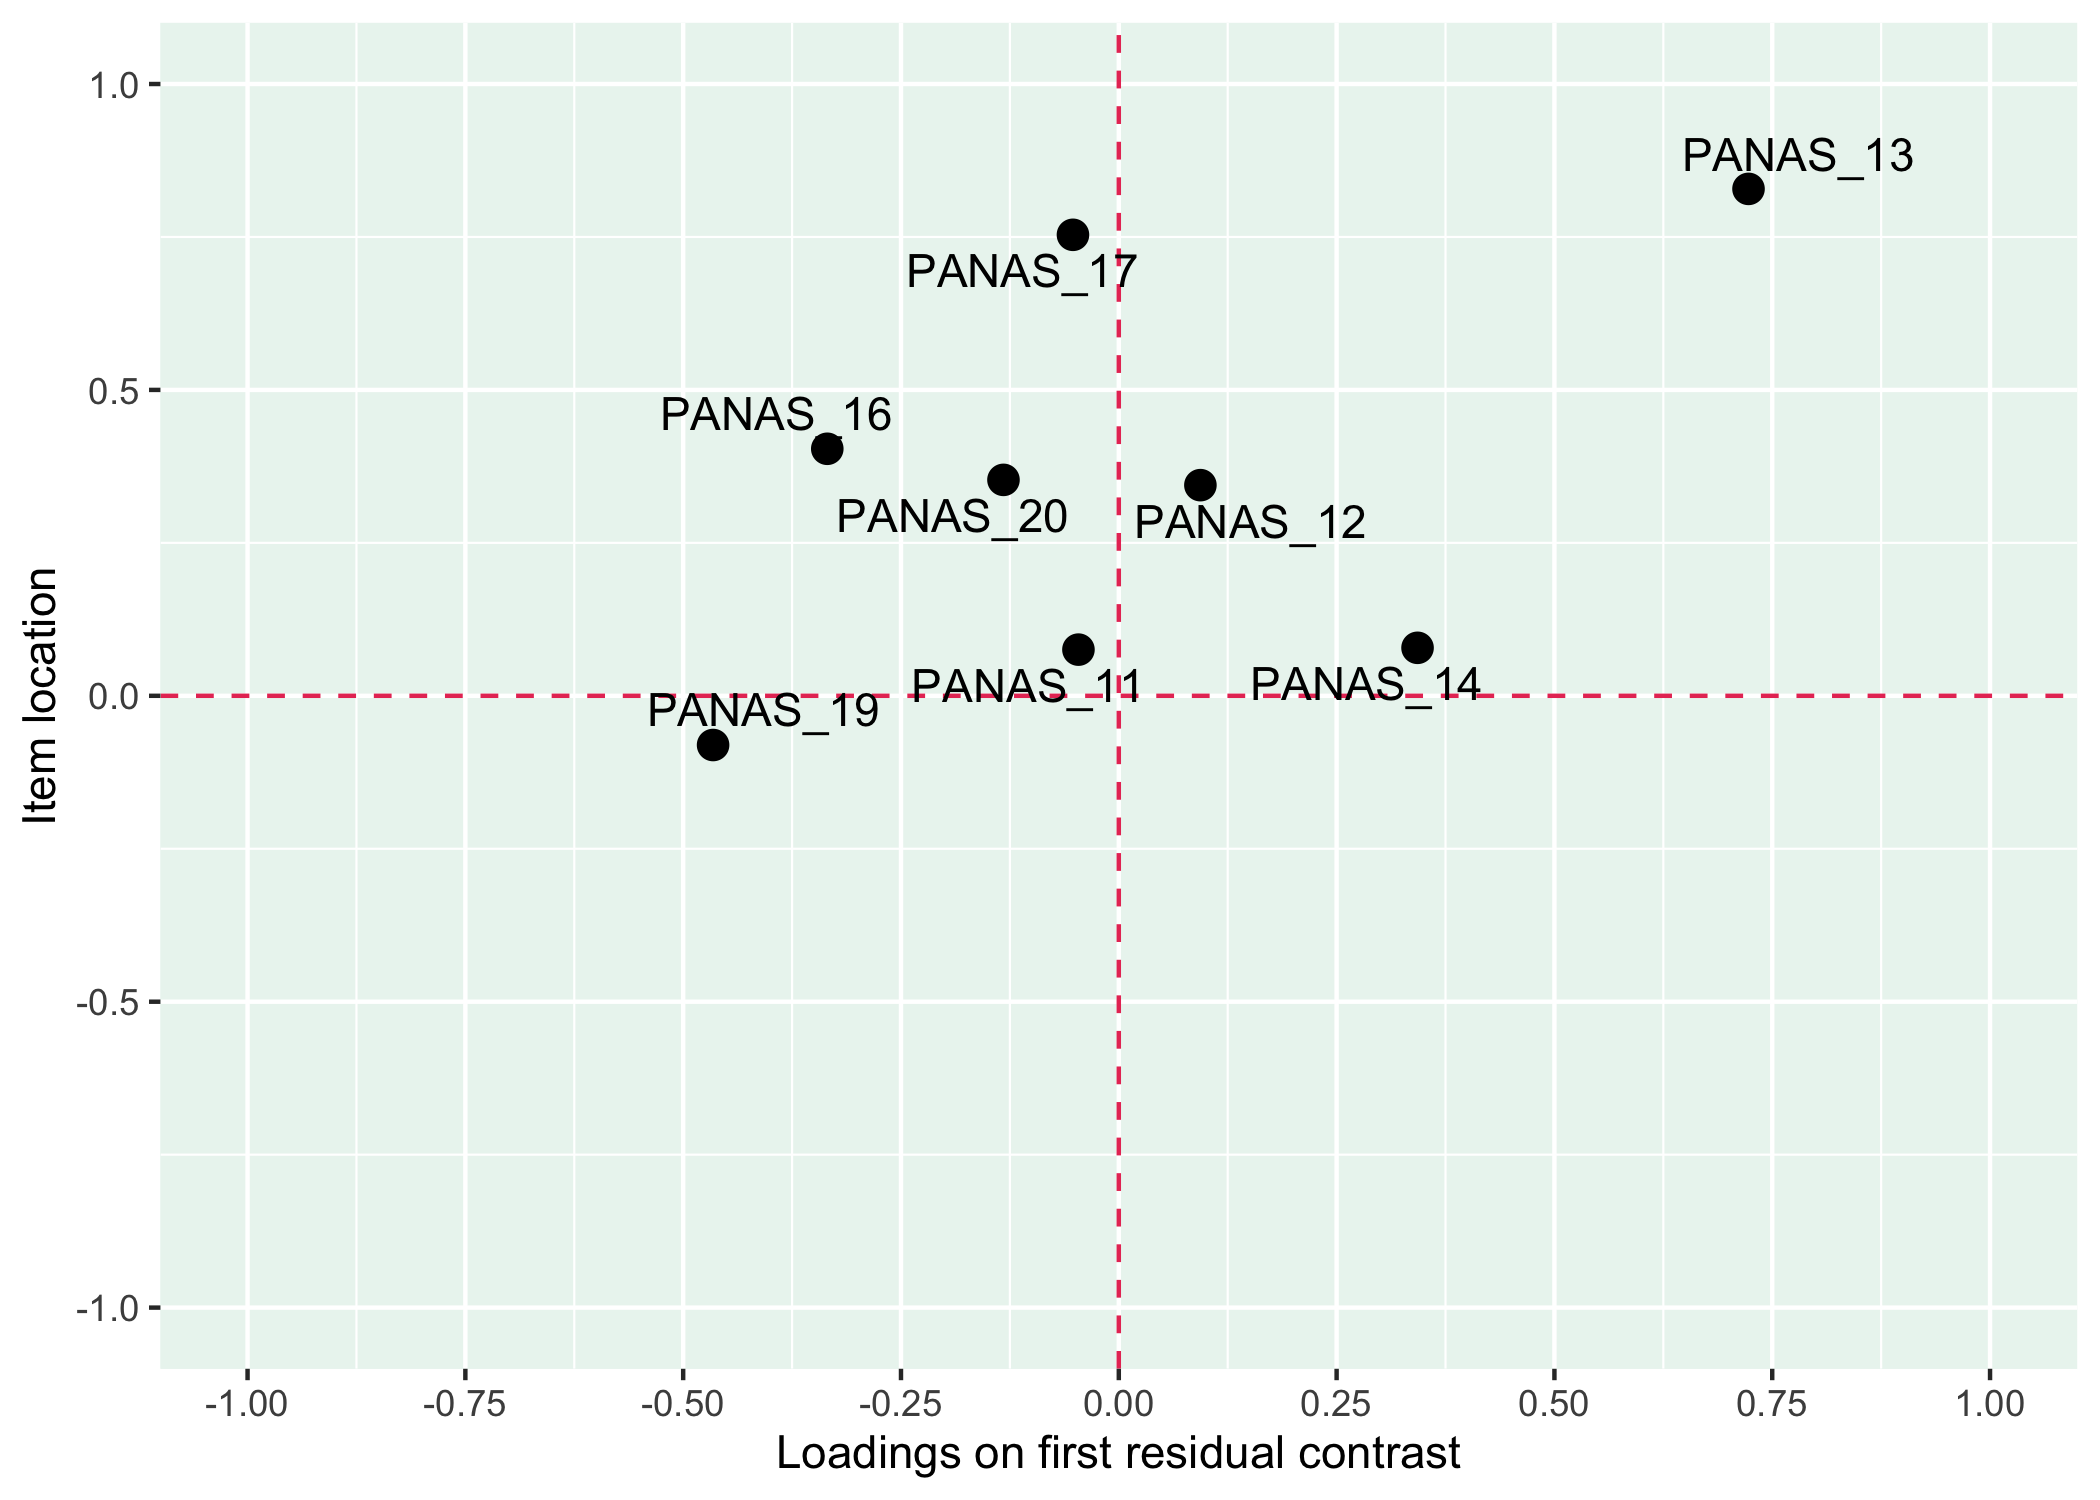 1.0
0.5
0.0
-0.5
-1.0
Item location
PANAS_13
PANAS_17
PANAS_16
PANAS_20
PANAS_12
PANAS_11
PANAS_14
PANAS_19
-1.00 -0.75 -0.50 -0.25 0.00 0.25 0.50 0.75 1.00
Loadings on first residual contrast